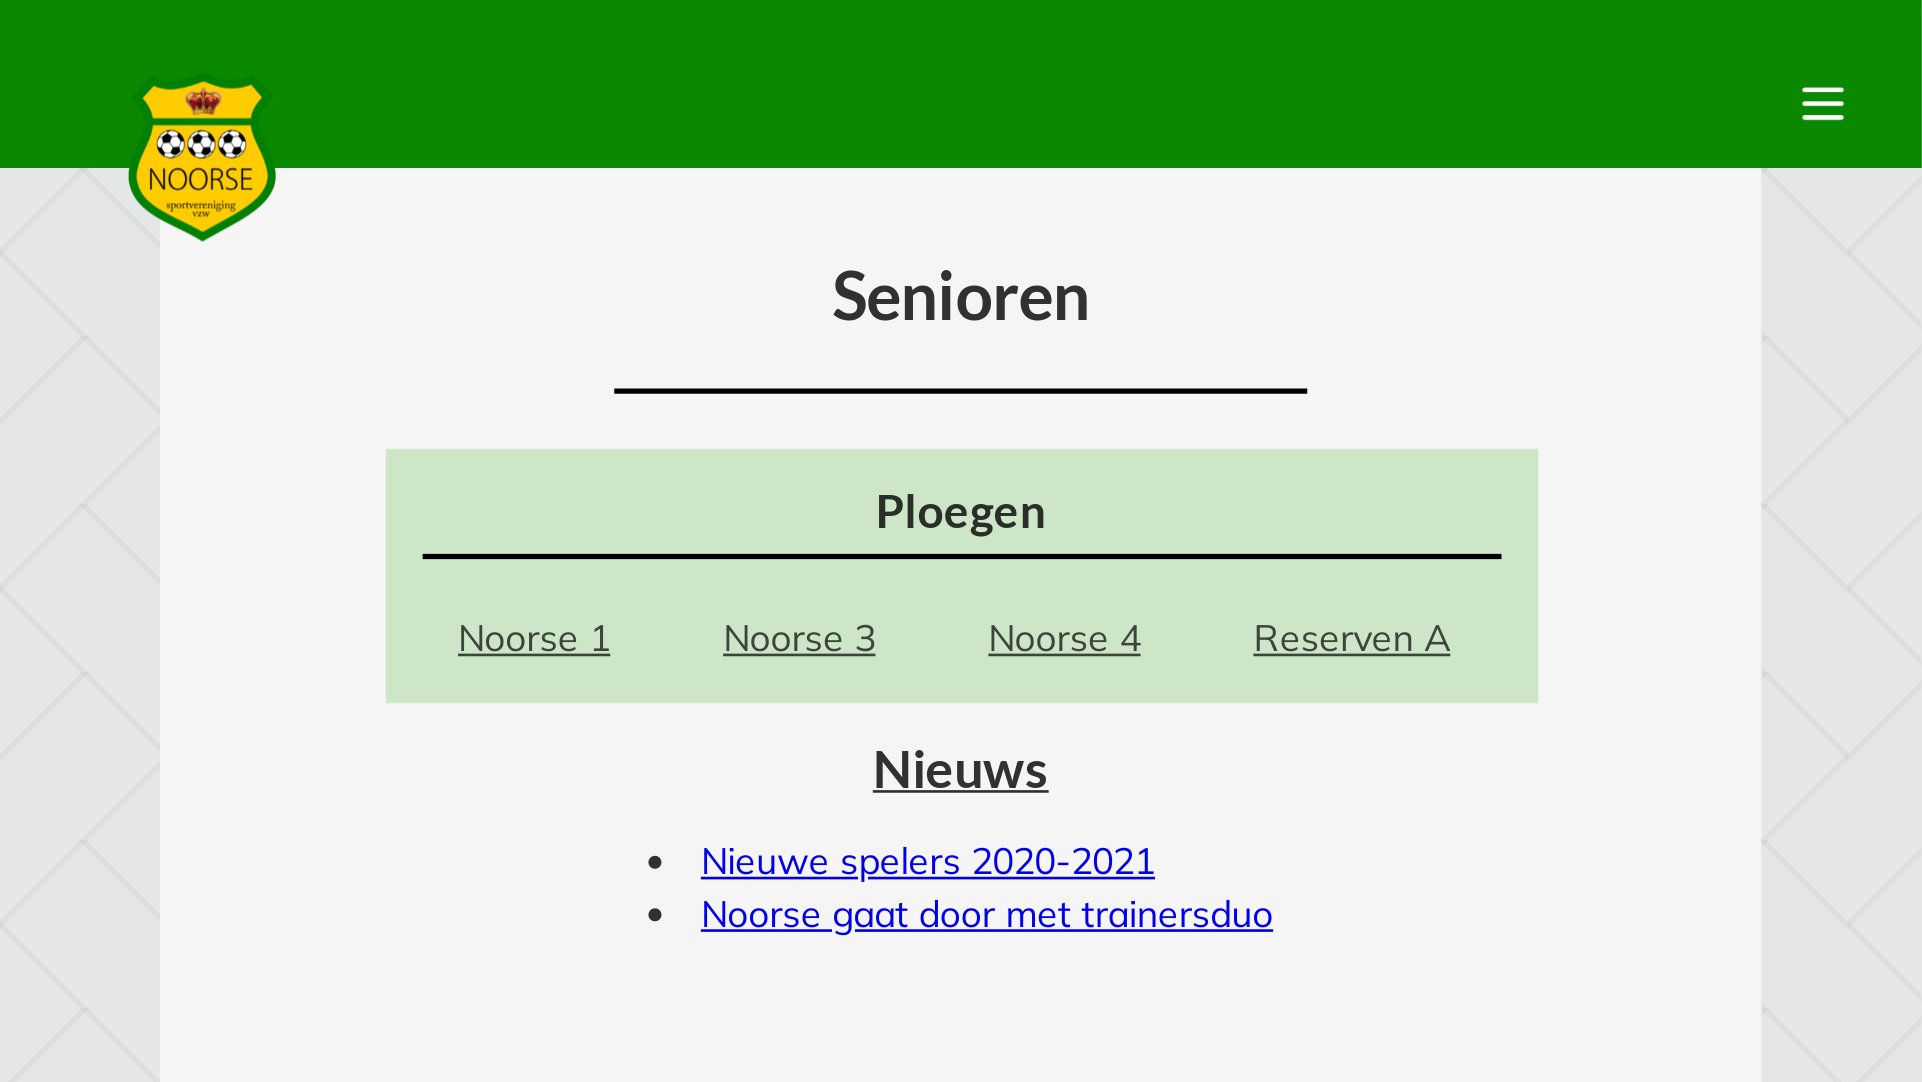 NOORSE
sportvereniging
vzw
Senioren
Ploegen
Noorse 1 Noorse 3 Noorse 4 Reserven A
Nieuws
Nieuwe spelers 2020-2021
Noorse gaat door met trainersduo